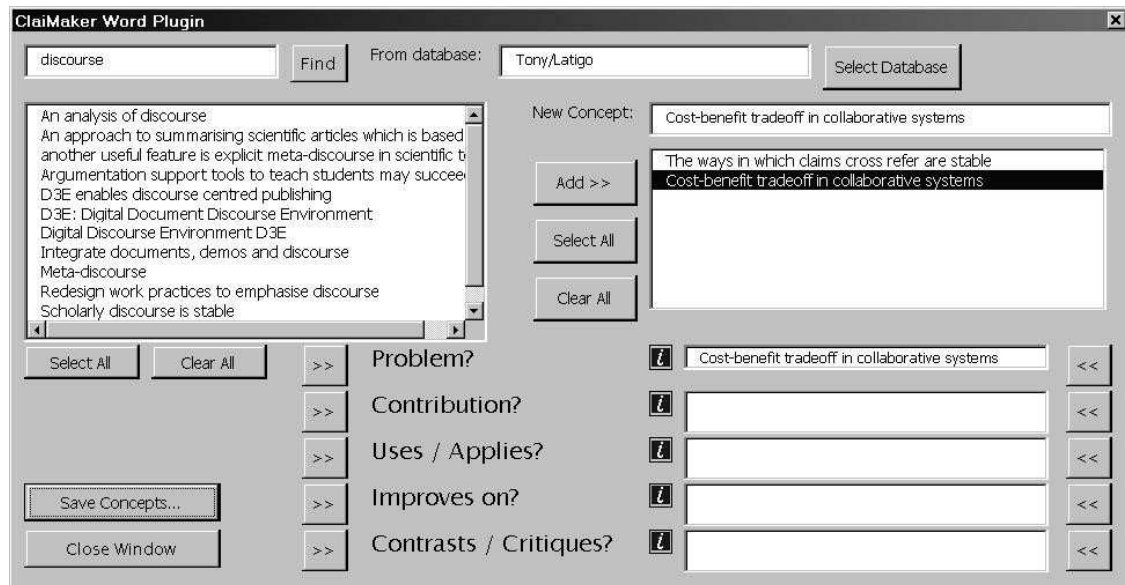 ClaiMaker Word Plugin
discourse
Find
From database:
Tony/Latigo
Select Database
An analysis of discourse
An approach to summarising scientific articles which is based
another useful feature is explicit meta-discourse in scientific
Argumentation support tools to teach students may
D3E enables discourse centred publishing
D3E: Digital Document Discourse Environment
Digital Discourse Environment D3E
Integrate documents, demos and discourse
Meta-discourse
Redesign work practices to emphasise discourse
Scholarly discourse is stable
New Concept:
Cost-benefit tradeoff in collaborative systems
Add >>
Select All
Clear All
The ways in which claims cross refer are stable
Cost-benefit tradeoff in collaborative systems
Select All
Clear All
>> Problem? i Cost-benefit tradeoff in collaborative systems <<
>> Contribution? i <<
>> Uses / Applies? i <<
Save Concepts...
>> Improves on? i <<
Close Window
>> Contrasts / Critiques? i <<